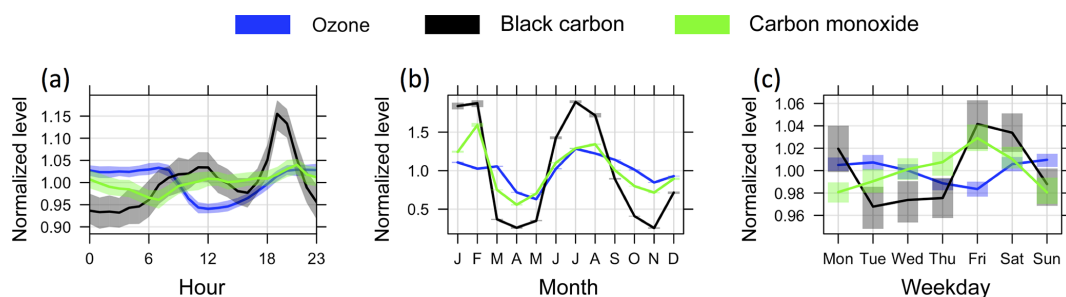 Ozone Black carbon Carbon monoxide
(a)
Normalized level
1.15
1.10
1.05
1.00
0.95
0.90
0 6 12 18 23
Hour
(b)
Normalized level
1.5
1.0
0.5
J F M A M J J A S O N D
Month
(c)
Normalized level
1.06
1.04
1.02
1.00
0.98
0.96
Mon Tue Wed Thu Fri Sat Sun
Weekday